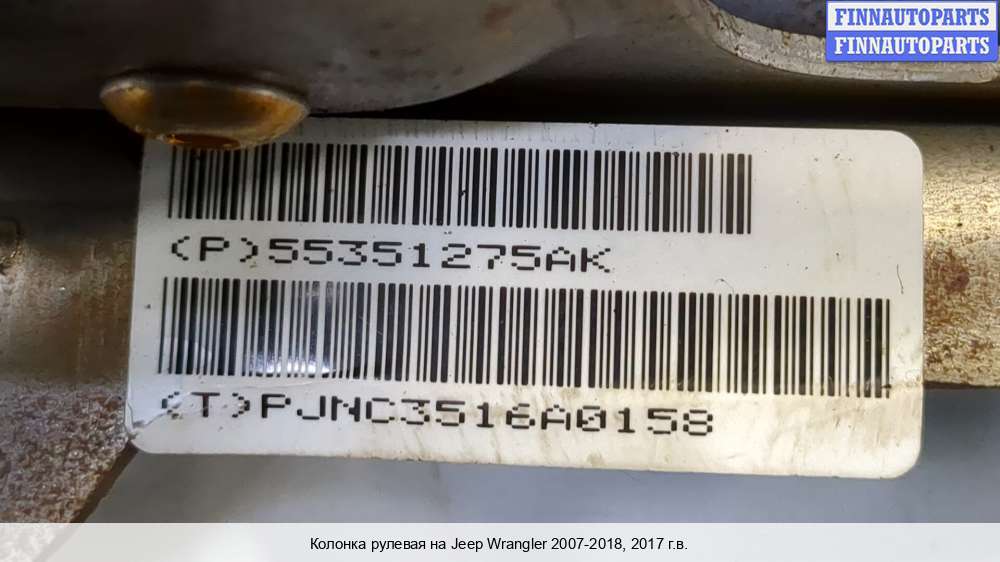 FINNAUTOPARTS
FINNAUTOPARTS
(P)55351275AK
(T)PJNC3516A0158
Колонка рулевая на Jeep Wrangler 2007-2018, 2017 г.в.